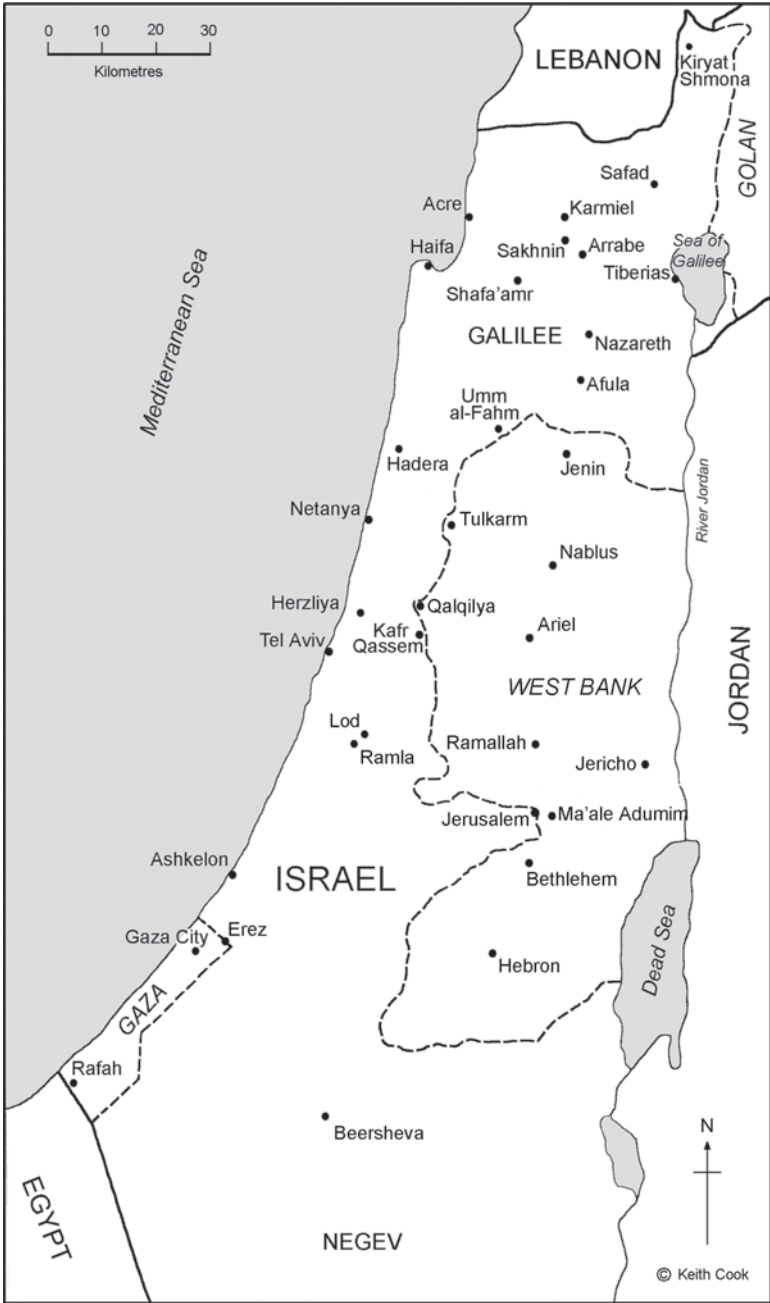 0 10 20 30
Kilometres
LEBANON
Kiryat
Shmona
GOLAN
Safad
Acre
Karmiel
Haifa
Sakhnin
Arrabe
Sea of
Galilee
Tiberias
Shafa'amr
Mediterranean Sea
GALILEE
Nazareth
Afula
Umm
al-Fahm
Hadera
Jenin
River Jordan
Netanya
Tulkarm
Nablus
Herzliya
Qalqilya
Kafr
Qassem
Ariel
Tel Aviv
WEST BANK
JORDAN
Lod
Ramla
Ramallah
Jericho
Jerusalem
Ma'ale Adumim
Ashkelon
ISRAEL
Bethlehem
Gaza City
Erez
Hebron
Dead Sea
GAZA
Rafah
Beersheva
N
EGYPT
NEGEV
© Keith Cook